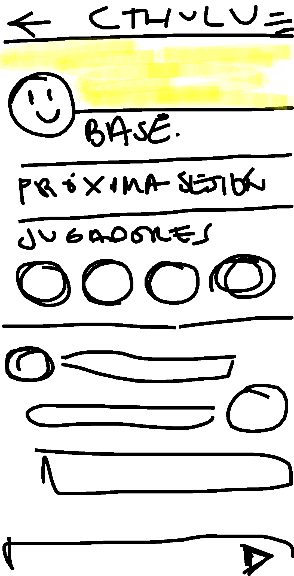 CTHULU
BASE.
PRÓXIMA SESIÓN
JUGADORES